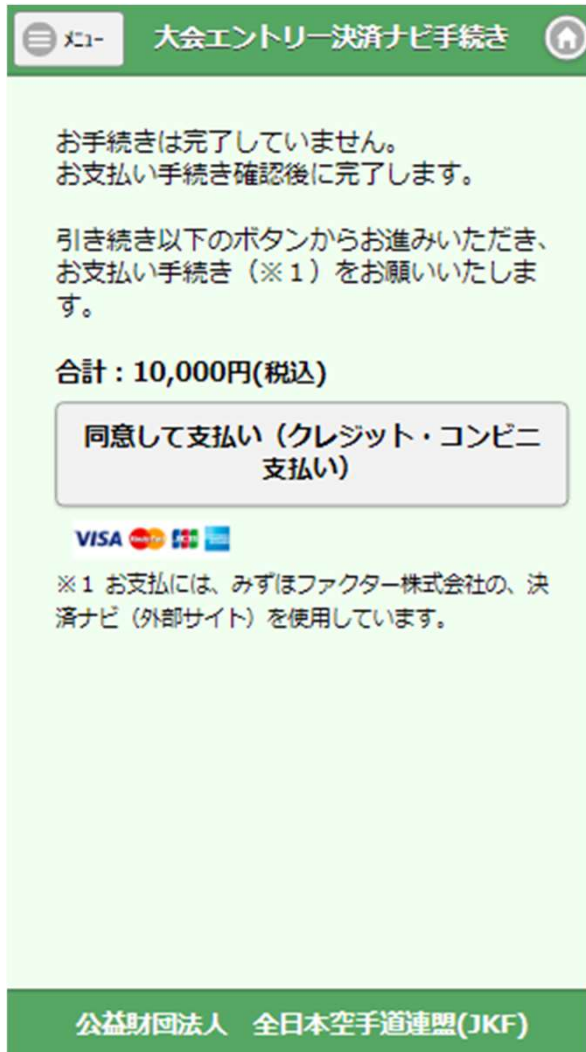 メニュー 大会エントリー決済ナビ手続き
お手続きは完了していません。
お支払い手続き確認後に完了します。
引き続き以下のボタンからお進みいただき、
お支払い手続き（※１）をお願いいたしま
す。
合計：10,000円(税込)
同意して支払い（クレジット・コンビニ
支払い）
VISA MasterCard JCB
※１ お支払には、みずほファクター株式会社の、決
済ナビ（外部サイト）を使用しています。
公益財団法人　全日本空手道連盟(JKF)